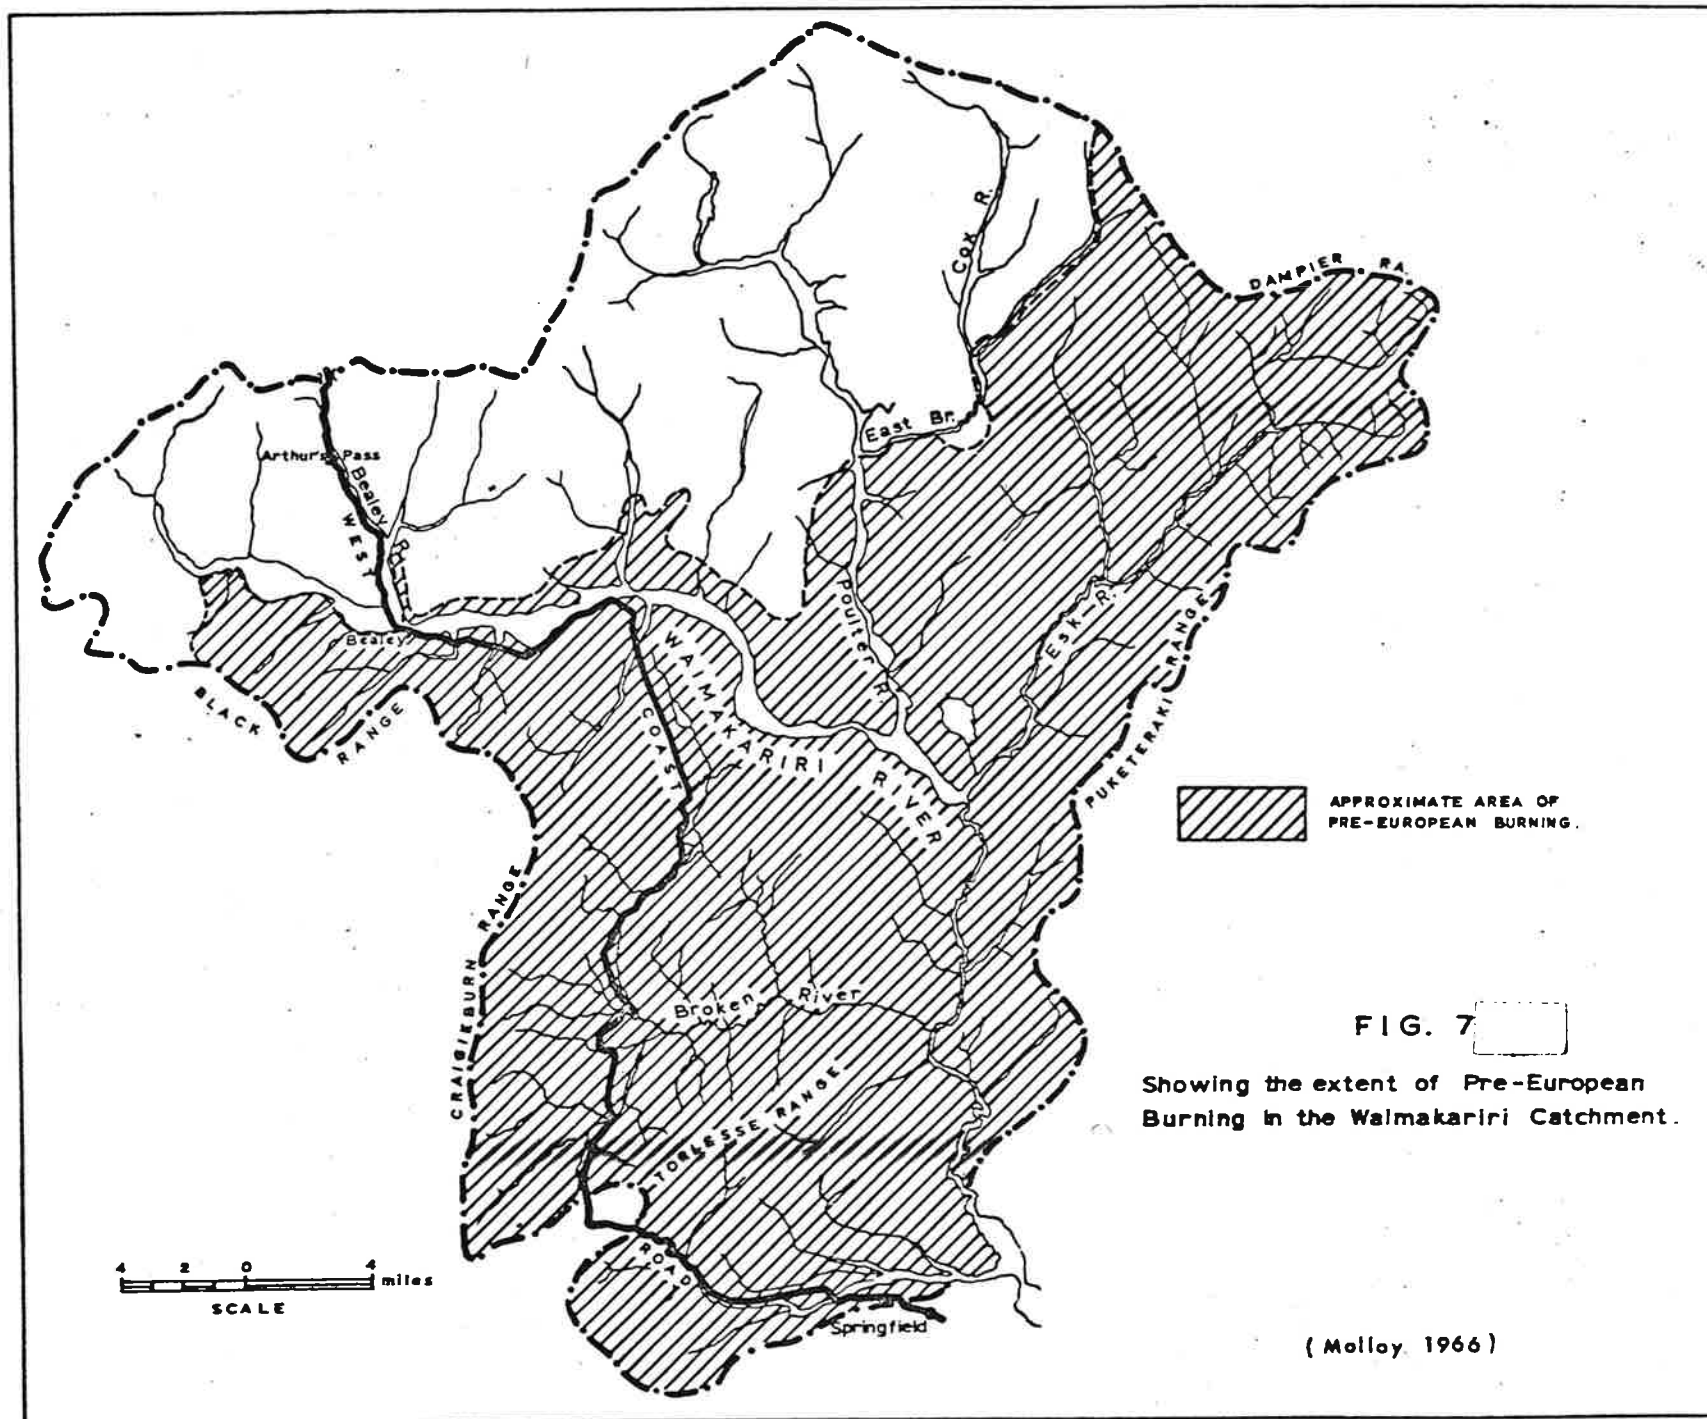 COX R.
DAMPIER RA.
East Br.
Arthur's Pass
Bealey R.
WEST
COAST
ROAD
Bealey
BLACK RANGE
WAIMAKARIRI RIVER
Poulter R.
Esk R.
PUKETERAKI RANGE
APPROXIMATE AREA OF
PRE-EUROPEAN BURNING.
CRAIGIEBURN RANGE
Broken River
TORLESSE RANGE
FIG. 7
Showing the extent of Pre-European
Burning in the Waimakariri Catchment.
4 2 0 4 miles
SCALE
Springfield
(Molloy 1966)